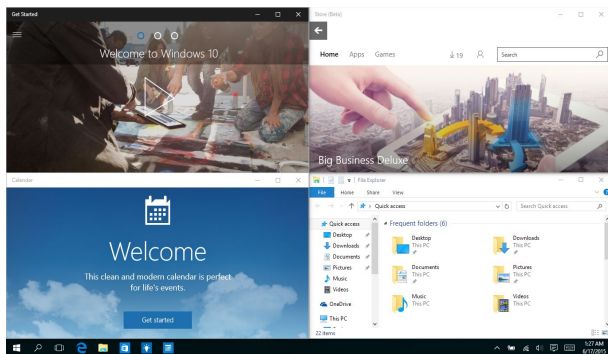 Get Started
Welcome to Windows 10
Store (Beta)
Home Apps Games
19
Search
Big Business Deluxe
Calendar
Welcome
This clean and modern calendar is perfect
for life's events.
Get started
File Explorer
File Home Share View
Quick access
Search Quick access
Quick access
Desktop
Downloads
Documents
Pictures
Music
Videos
OneDrive
This PC
Frequent folders (6)
Desktop
This PC
Downloads
This PC
Documents
This PC
Pictures
This PC
Music
This PC
Videos
This PC
22 items
1:27 AM
6/17/2015